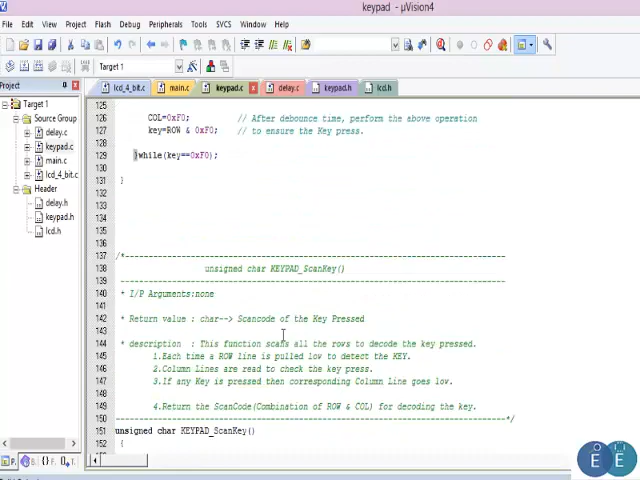 keypad - µVision4
File Edit View Project Flash Debug Peripherals Tools SVCS Window Help
Target 1
Project
lcd_4_bit.c main.c keypad.c delay.c keypad.h lcd.h
Target 1
Source Group
delay.c
keypad.c
main.c
lcd_4_bit.c
Header
delay.h
keypad.h
lcd.h
125
126 COL=0xF0; // After debounce time, perform the above operation
127 key=ROW & 0xF0; // to ensure the Key press.
128
129 }while(key==0xF0);
130
131 }
132
133
134
135
136
137 /*----------------------------------------------------------------------------------
138 unsigned char KEYPAD_ScanKey()
139 ----------------------------------------------------------------------------------
140 * I/P Arguments:none
141
142 * Return value : char--> Scancode of the Key Pressed
143
144 * description : This function scans all the rows to decode the key pressed.
145 1.Each time a ROW line is pulled low to detect the KEY.
146 2.Column Lines are read to check the key press.
147 3.If any Key is pressed then corresponding Column Line goes low.
148
149 4.Return the ScanCode(Combination of ROW & COL) for decoding the key.
150 ----------------------------------------------------------------------------------*/
151 unsigned char KEYPAD_ScanKey()
152 {
E E